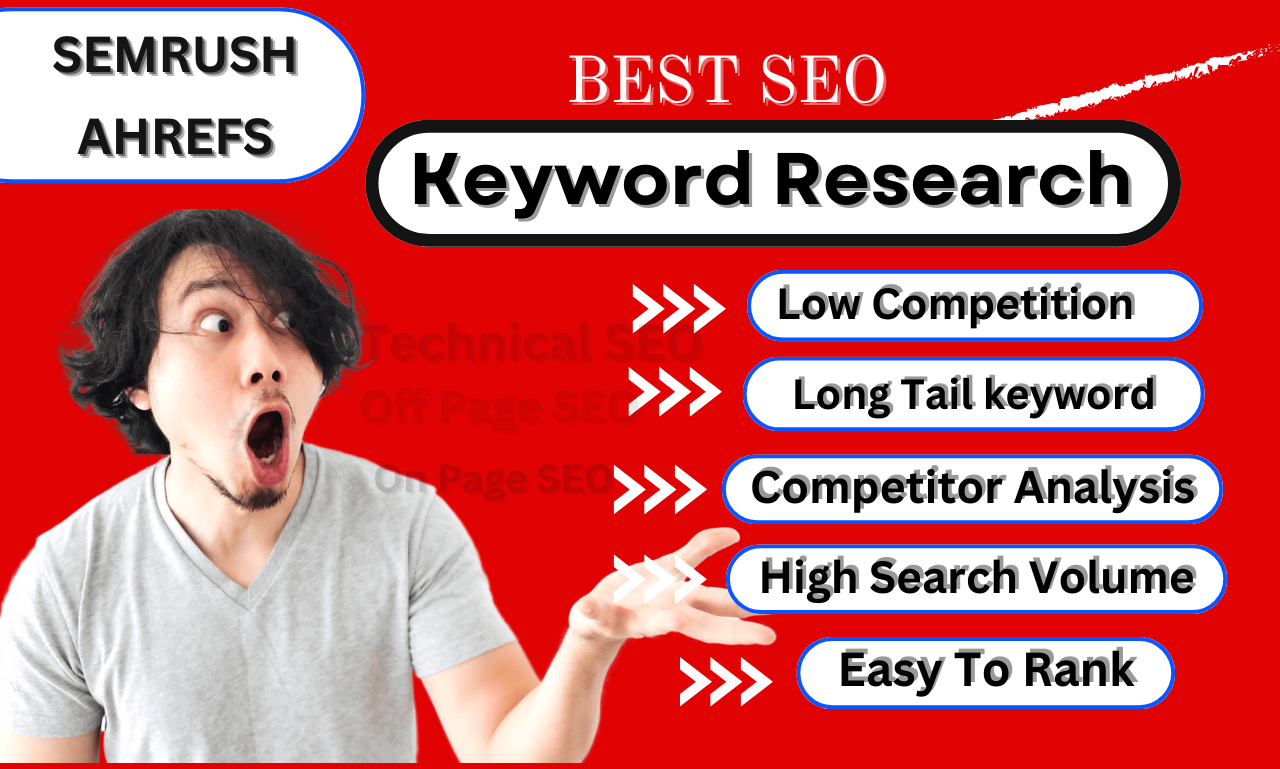 SEMRUSH
AHREFS
BEST SEO
Keyword Research
Low Competition
Technical SEO
Long Tail keyword
Off Page SEO
Competitor Analysis
On Page SEO
High Search Volume
Easy To Rank